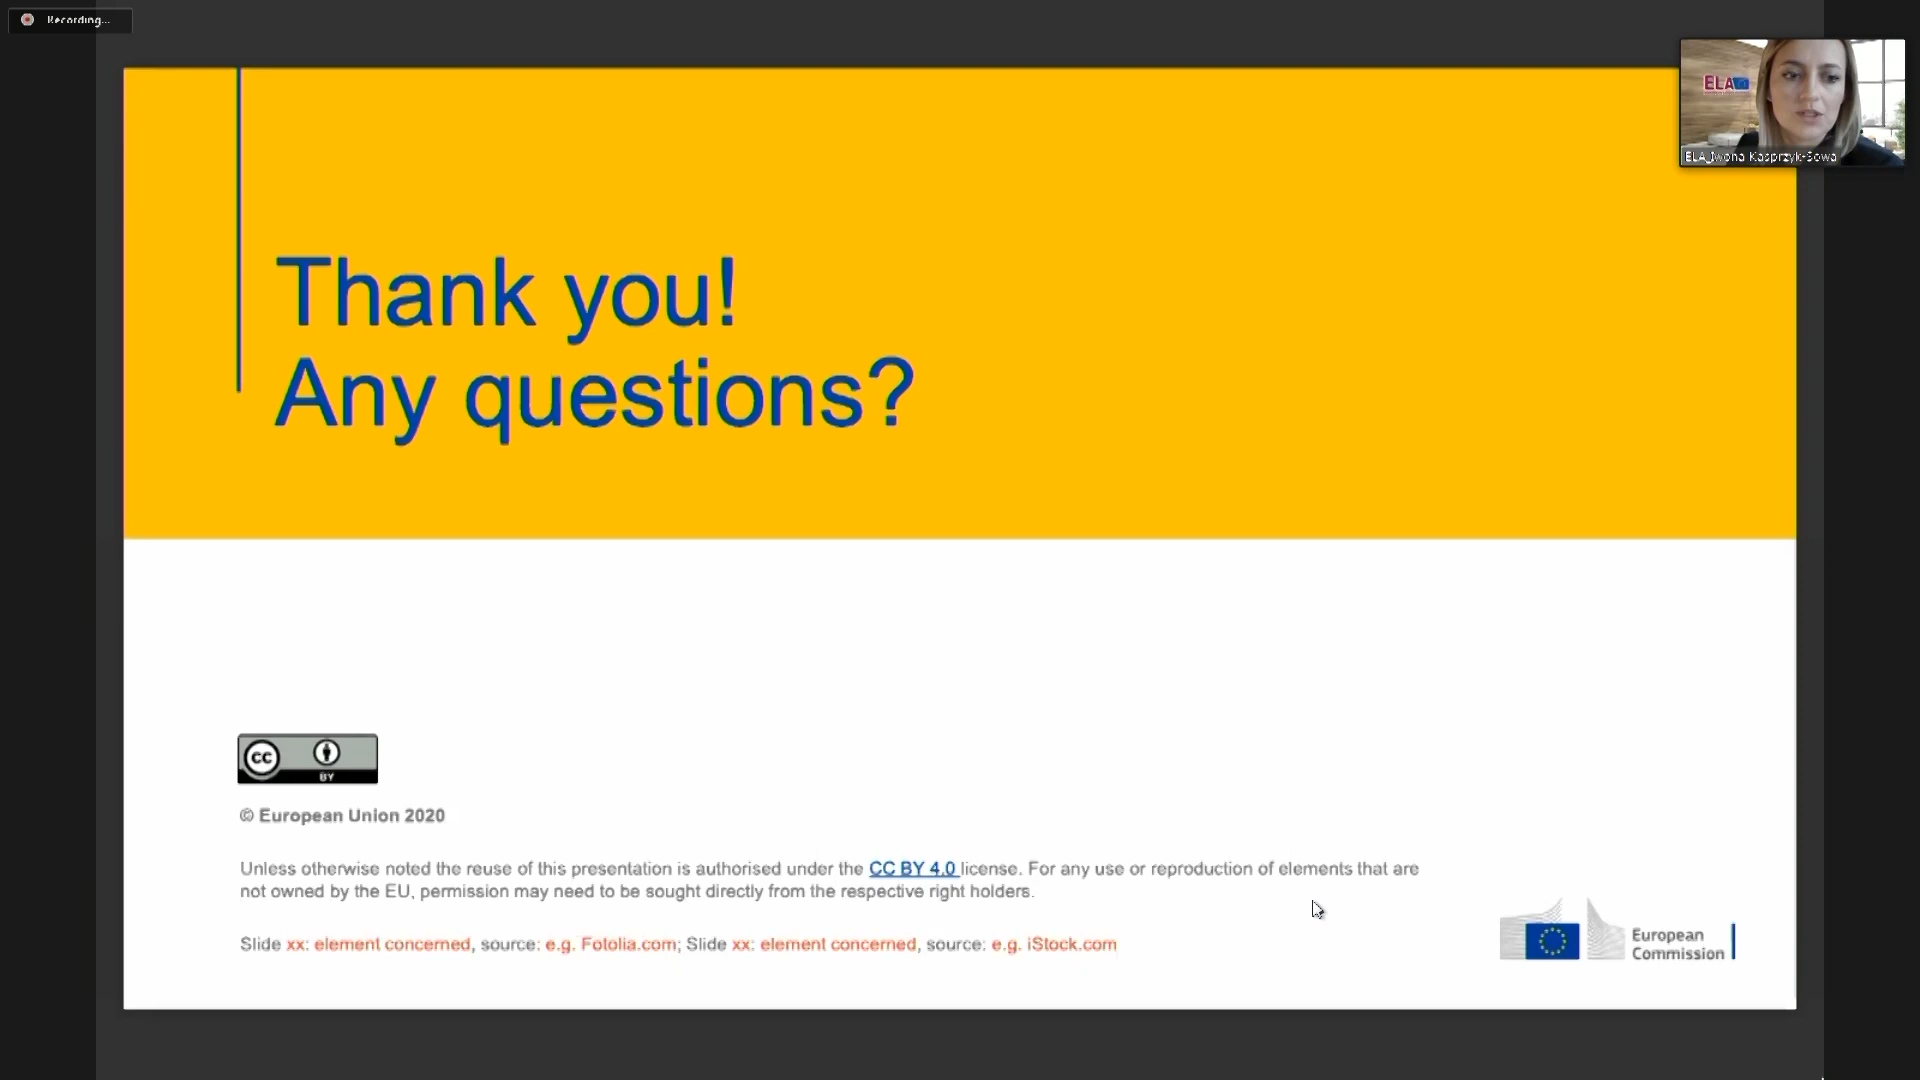 Recording...
ELA
ELA_Iwona Kasprzyk-Sowa
Thank you!
Any questions?
cc
BY
© European Union 2020
Unless otherwise noted the reuse of this presentation is authorised under the CC BY 4.0 license. For any use or reproduction of elements that are
not owned by the EU, permission may need to be sought directly from the respective right holders.
Slide xx: element concerned, source: e.g. Fotolia.com; Slide xx: element concerned, source: e.g. iStock.com
European
Commission